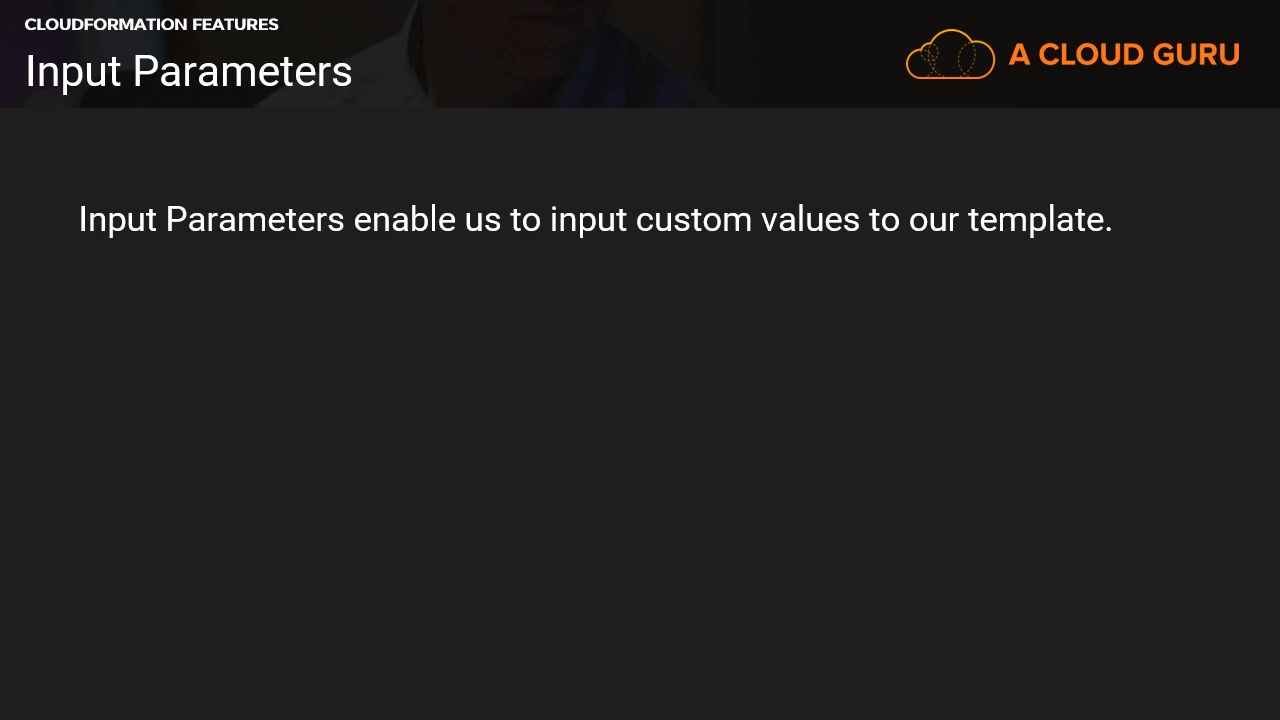 CLOUDFORMATION FEATURES
Input Parameters
A CLOUD GURU
Input Parameters enable us to input custom values to our template.